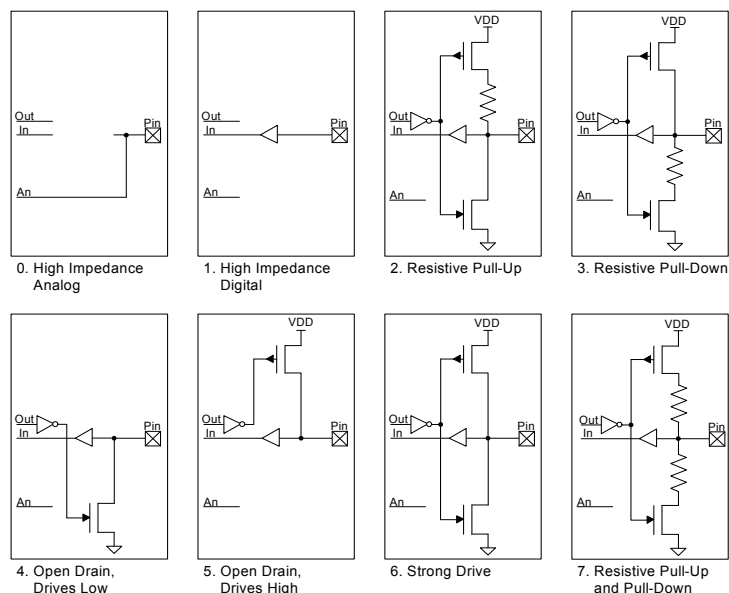 Out
In
Pin
An
0. High Impedance
Analog
Out
In
Pin
An
1. High Impedance
Digital
VDD
Out
In
Pin
An
2. Resistive Pull-Up
VDD
Out
In
Pin
An
3. Resistive Pull-Down
Out
In
Pin
An
4. Open Drain,
Drives Low
VDD
Out
In
Pin
An
5. Open Drain,
Drives High
VDD
Out
In
Pin
An
6. Strong Drive
VDD
Out
In
Pin
An
7. Resistive Pull-Up
and Pull-Down